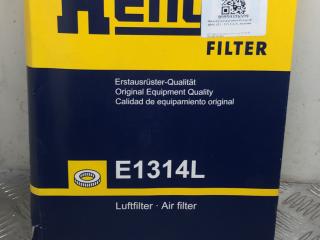 FILTER
Erstausrüster-Qualität
Original Equipment Quality
Calidad de equipamiento original
E1314L
Luftfilter · Air filter